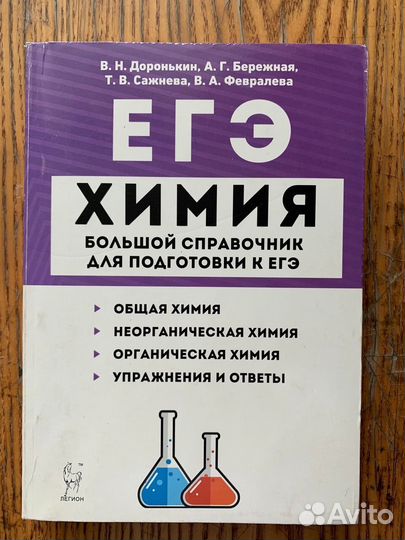 В. Н. Доронькин, А. Г. Бережная,
Т. В. Сажнева, В. А. Февралева
ЕГЭ
ХИМИЯ
БОЛЬШОЙ СПРАВОЧНИК
ДЛЯ ПОДГОТОВКИ К ЕГЭ
ОБЩАЯ ХИМИЯ
НЕОРГАНИЧЕСКАЯ ХИМИЯ
ОРГАНИЧЕСКАЯ ХИМИЯ
УПРАЖНЕНИЯ И ОТВЕТЫ
TM
ЛЕГИОН
Avito